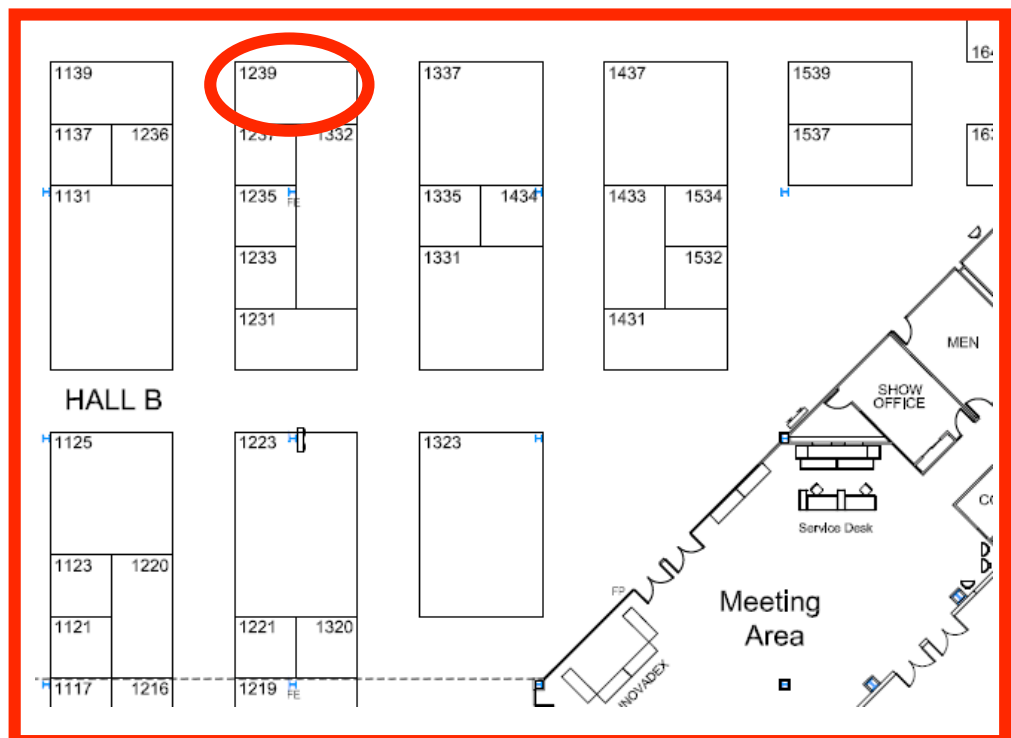 1139
1239
1337
1437
1539
1137 1236
1237 1332
1537
1131
1235
FE
1335 1434
1433 1534
1233
1331
1532
1231
1431
MEN
SHOW
OFFICE
HALL B
1125
1223
1323
Service Desk
1123 1220
FP
Meeting
Area
1121
1221 1320
INOVADEX
1117 1216
1219
FE